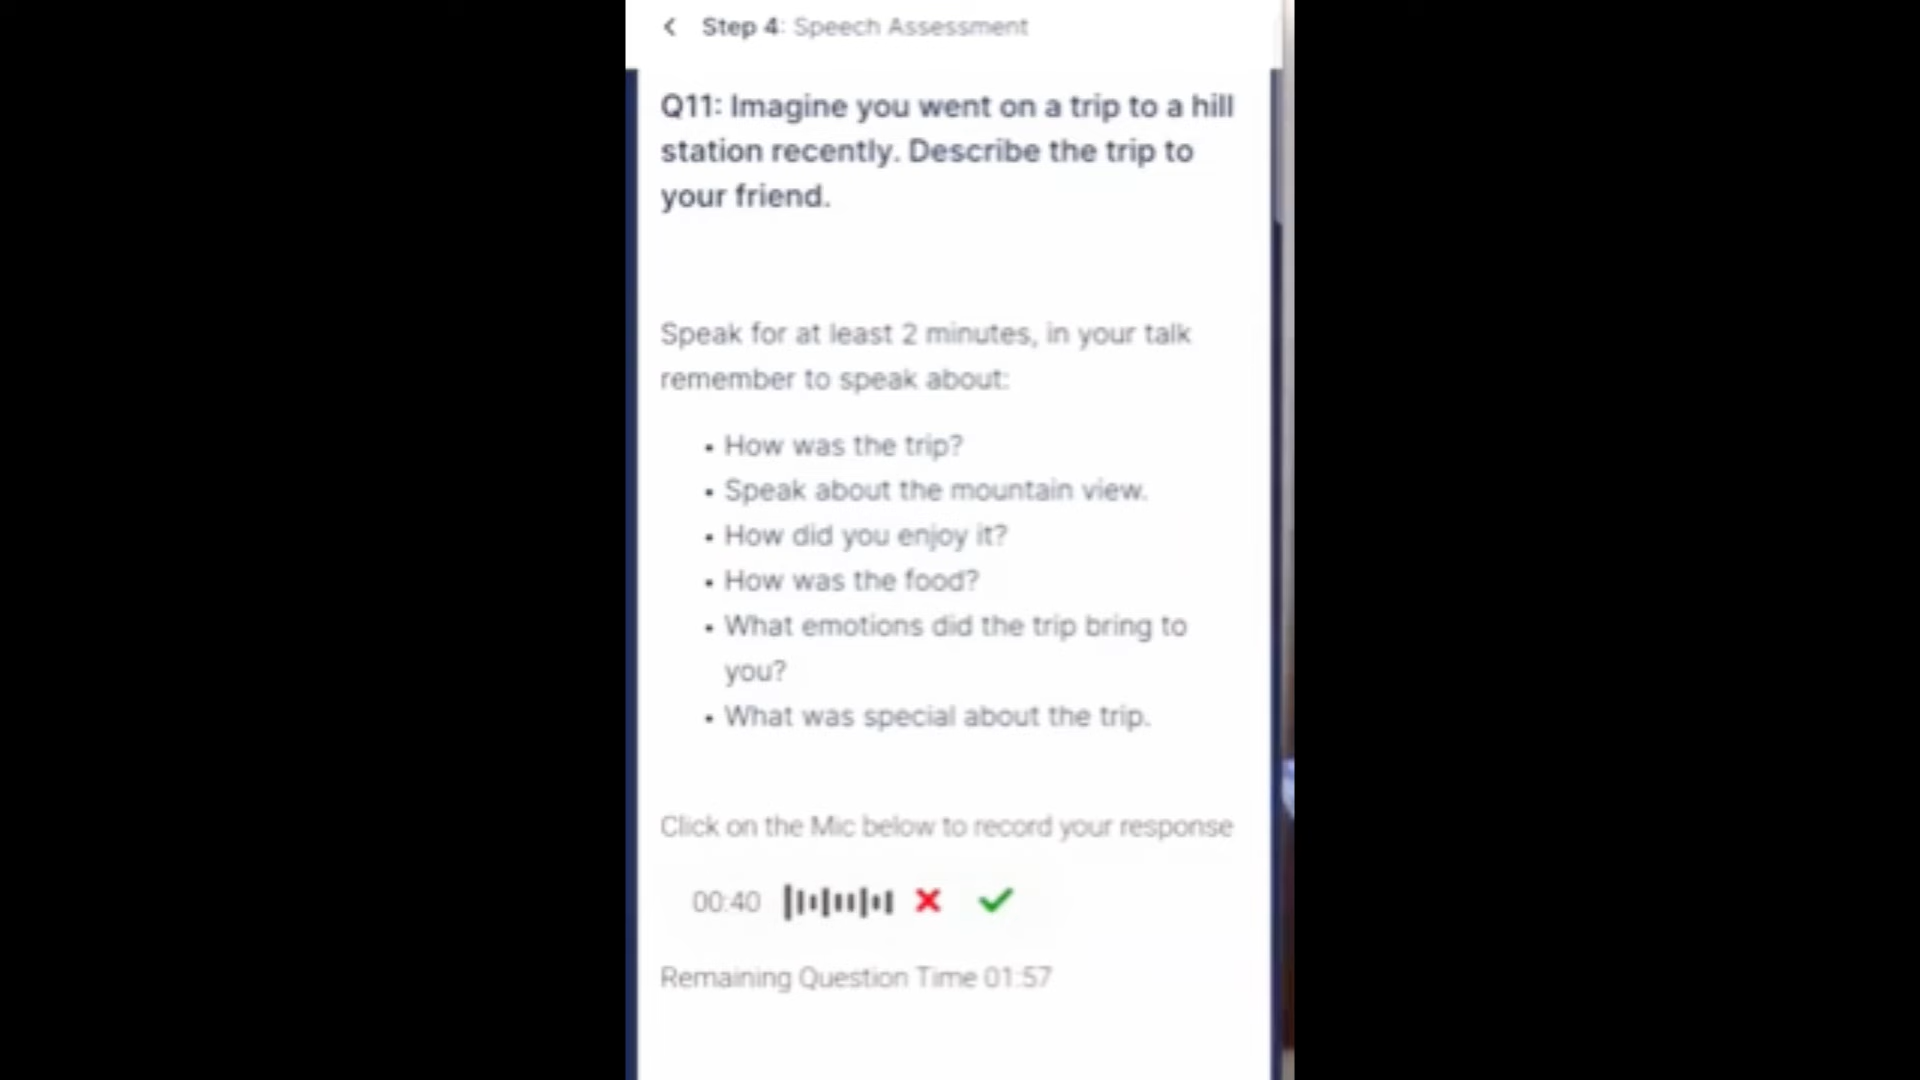 Step 4: Speech Assessment
Q11: Imagine you went on a trip to a hill
station recently. Describe the trip to
your friend.
Speak for at least 2 minutes, in your talk
remember to speak about:
• How was the trip?
• Speak about the mountain view.
• How did you enjoy it?
• How was the food?
• What emotions did the trip bring to
you?
• What was special about the trip.
Click on the Mic below to record your response
00:40
Remaining Question Time 01:57